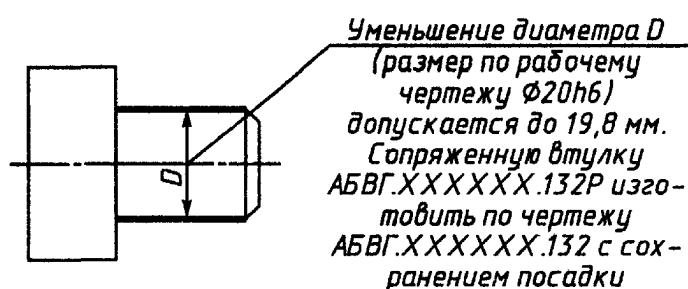 Уменьшение диаметра D
(размер по рабочему
чертежу Ф20h6)
допускается до 19,8 мм.
Сопряженную втулку
АБВГ.XXXXXX.132Р изго-
товить по чертежу
АБВГ.XXXXXX.132 с сох-
ранением посадки
D